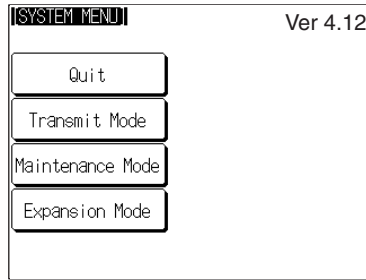 [SYSTEM MENU]
Ver 4.12
Quit
Transmit Mode
Maintenance Mode
Expansion Mode